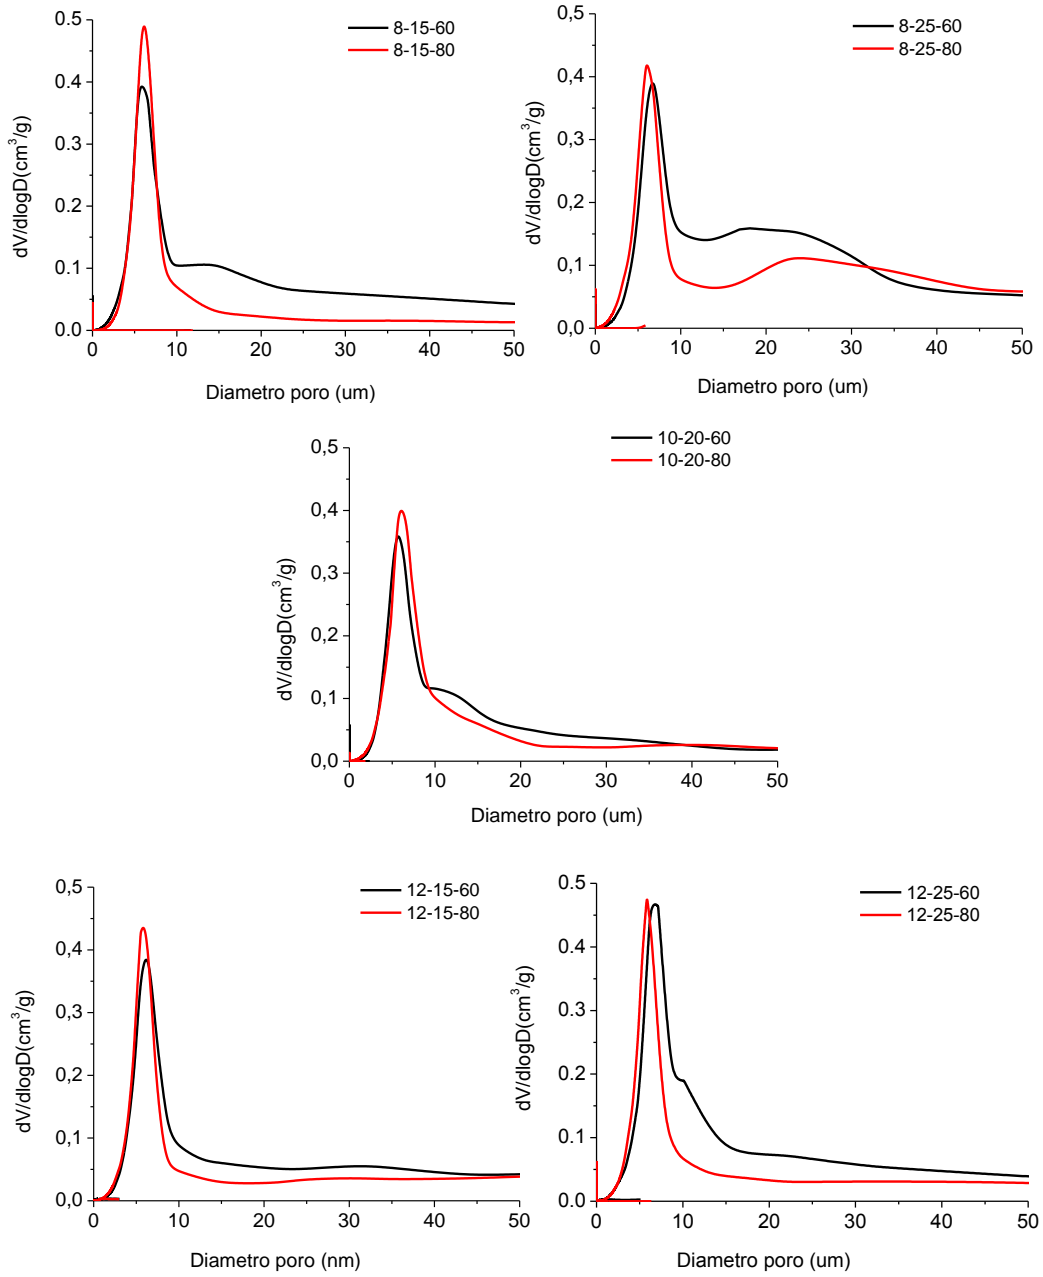 8-15-60
8-15-80
0.5
0.4
0.3
0.2
0.1
0.0
dV/dlogD(cm³/g)
0 10 20 30 40 50
Diametro poro (um)
8-25-60
8-25-80
0.5
0.4
0.3
0.2
0.1
0,0
dV/dlogD(cm³/g)
0 10 20 30 40 50
Diametro poro (um)
10-20-60
10-20-80
0,5
0,4
0,3
0,2
0,1
0,0
dV/dlogD(cm³/g)
0 10 20 30 40 50
Diametro poro (um)
12-15-60
12-15-80
0,5
0,4
0,3
0,2
0,1
0.0
dV/dlogD(cm³/g)
0 10 20 30 40 50
Diametro poro (nm)
12-25-60
12-25-80
0.5
0.4
0.3
0.2
0.1
0.0
dV/dlogD(cm³/g)
0 10 20 30 40 50
Diametro poro (um)